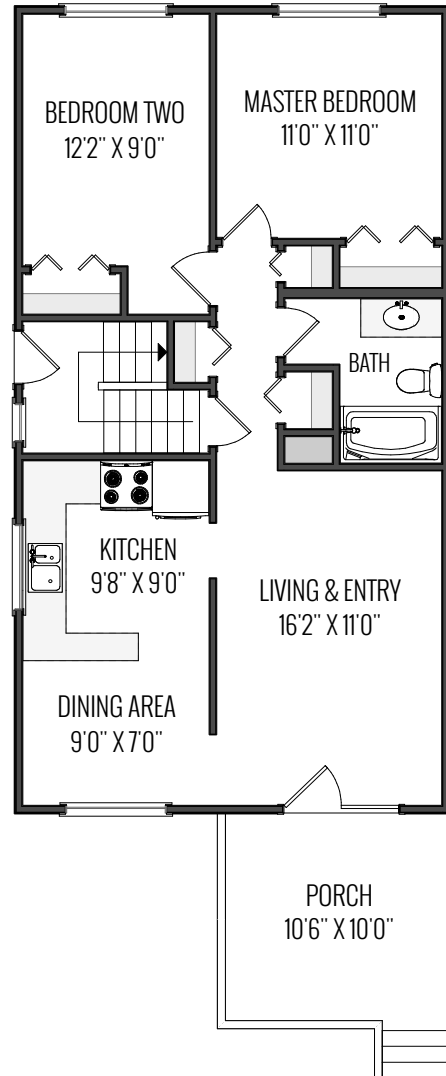 BEDROOM TWO
12'2" X 9'0"
MASTER BEDROOM
11'0" X 11'0"
BATH
KITCHEN
9'8" X 9'0"
LIVING & ENTRY
16'2" X 11'0"
DINING AREA
9'0" X 7'0"
PORCH
10'6" X 10'0"